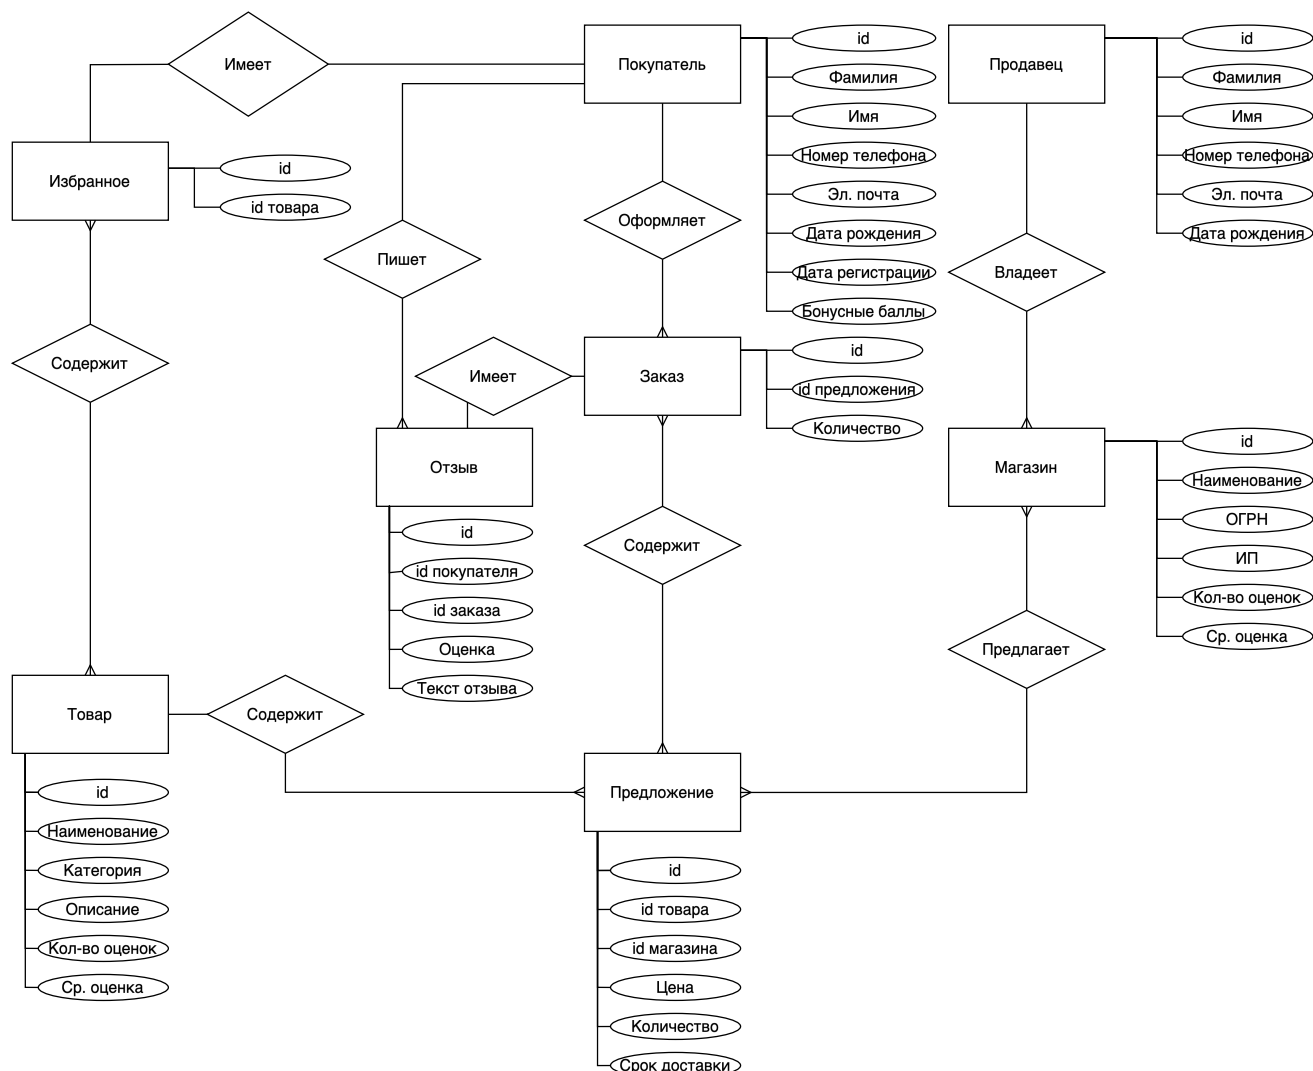 Имеет
Покупатель
id
Фамилия
Имя
Номер телефона
Эл. почта
Дата рождения
Дата регистрации
Бонусные баллы
Продавец
id
Фамилия
Имя
Номер телефона
Эл. почта
Дата рождения
Избранное
id
id товара
Пишет
Оформляет
Владеет
Содержит
Имеет
Заказ
id
id предложения
Количество
Отзыв
id
id покупателя
id заказа
Оценка
Текст отзыва
Содержит
Магазин
id
Наименование
ОГРН
ИП
Кол-во оценок
Ср. оценка
Предлагает
Товар
id
Наименование
Категория
Описание
Кол-во оценок
Ср. оценка
Содержит
Предложение
id
id товара
id магазина
Цена
Количество
Срок доставки